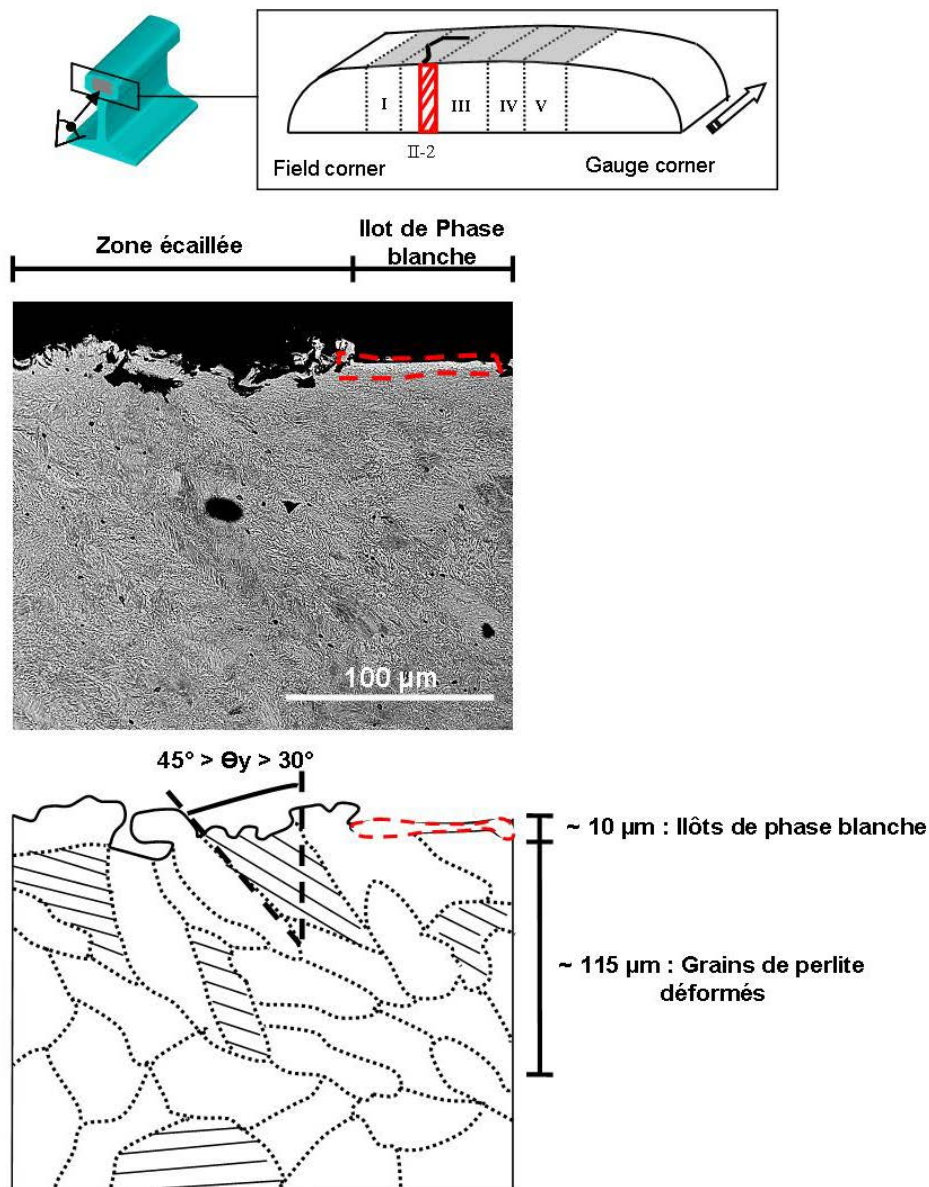 I
III
IV
V
II-2
Field corner
Gauge corner
Zone écaillée
Ilot de Phase
blanche
100 µm
45° > Өy > 30°
~ 10 µm : Ilôts de phase blanche
~ 115 µm : Grains de perlite
déformés